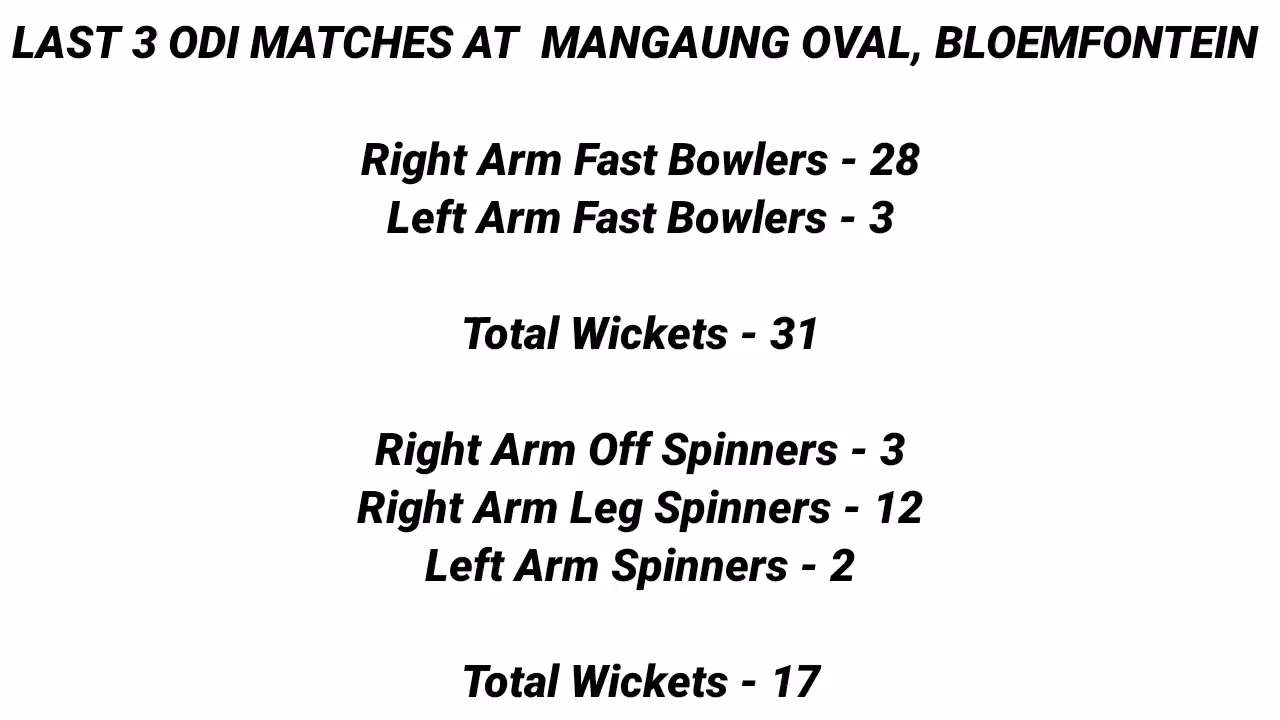 LAST 3 ODI MATCHES AT MANGAUNG OVAL, BLOEMFONTEIN
Right Arm Fast Bowlers - 28
Left Arm Fast Bowlers - 3
Total Wickets - 31
Right Arm Off Spinners - 3
Right Arm Leg Spinners - 12
Left Arm Spinners - 2
Total Wickets - 17